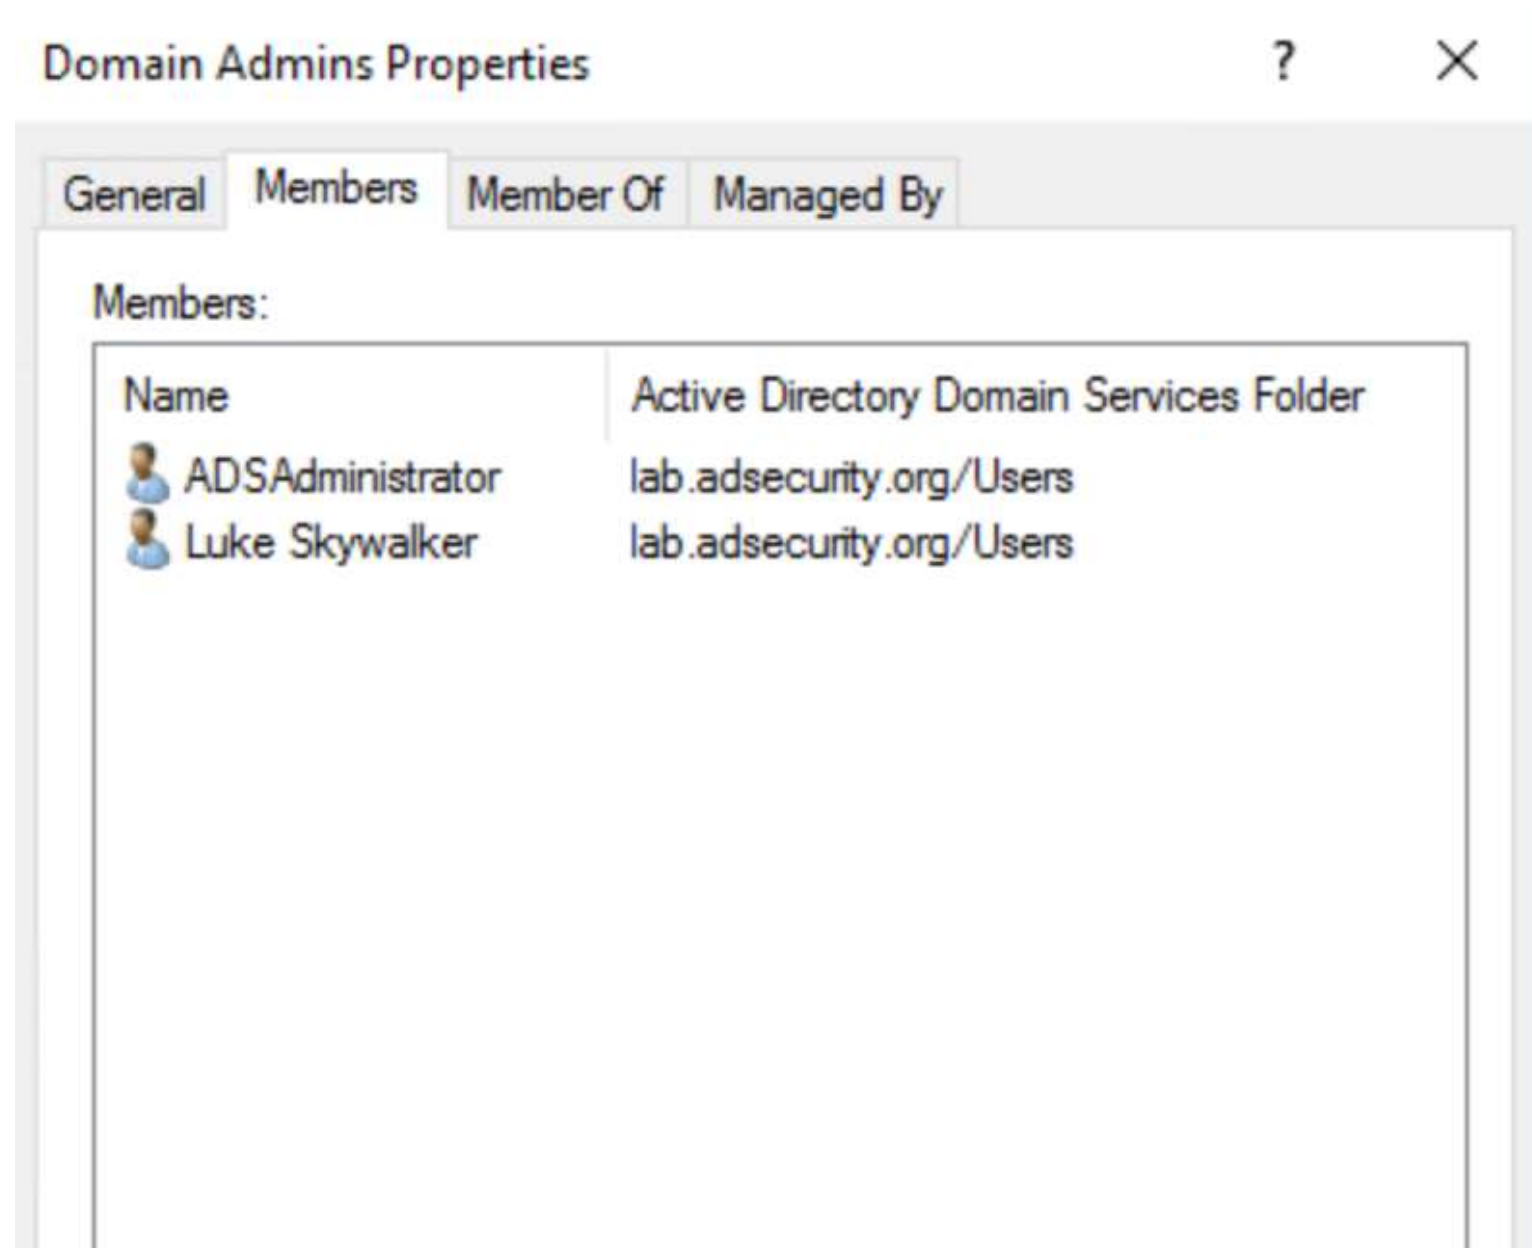 Domain Admins Properties ? ×
General Members Member Of Managed By
Members:
Name Active Directory Domain Services Folder
ADSAdministrator lab.adsecurity.org/Users
Luke Skywalker lab.adsecurity.org/Users